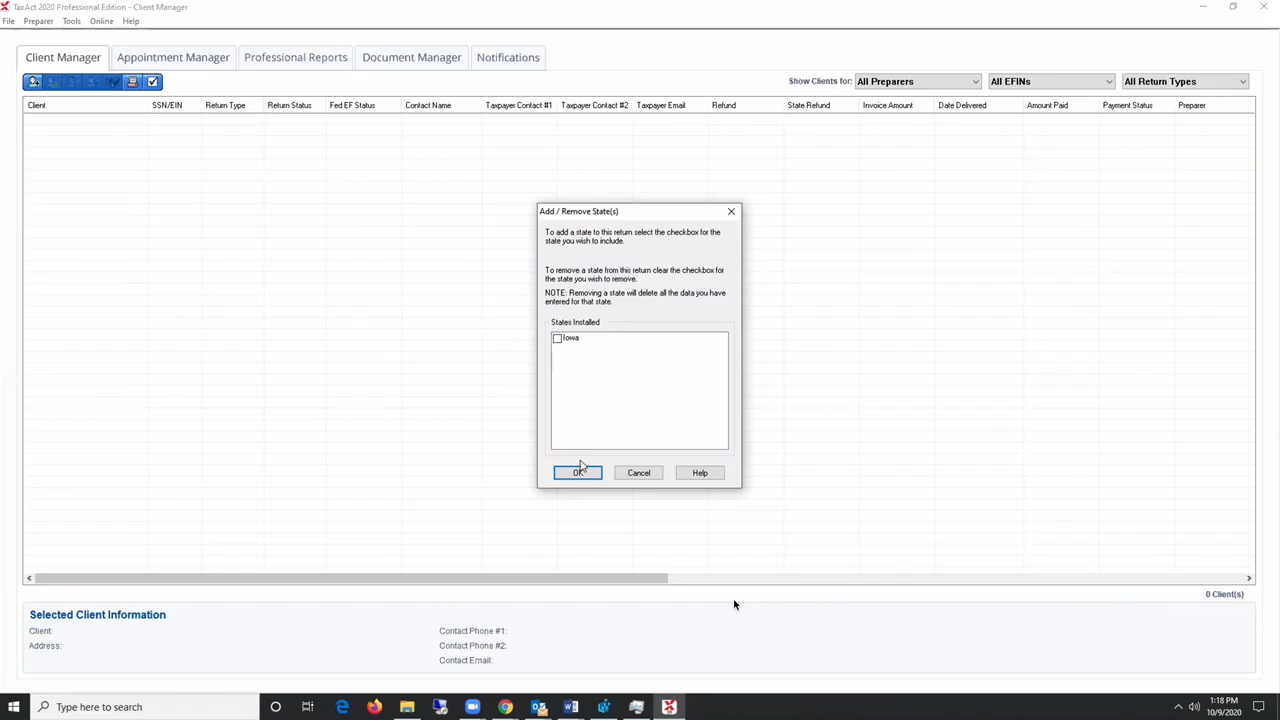 TaxAct 2020 Professional Edition - Client Manager
File Preparer Tools Online Help
Client Manager Appointment Manager Professional Reports Document Manager Notifications
Show Clients for: All Preparers All EFINs All Return Types
Client SSN/EIN Return Type Return Status Fed EF Status Contact Name Taxpayer Contact #1 Taxpayer Contact #2 Taxpayer Email Refund State Refund Invoice Amount Date Delivered Amount Paid Payment Status Preparer
Add / Remove State(s)
To add a state to this return select the checkbox for the
state you wish to include.
To remove a state from this return clear the checkbox for
the state you wish to remove.
NOTE: Removing a state will delete all the data you have
entered for that state.
States Installed
Iowa
OK Cancel Help
0 Client(s)
Selected Client Information
Client: Contact Phone #1:
Address: Contact Phone #2:
Contact Email:
Type here to search
1:18 PM
10/9/2020